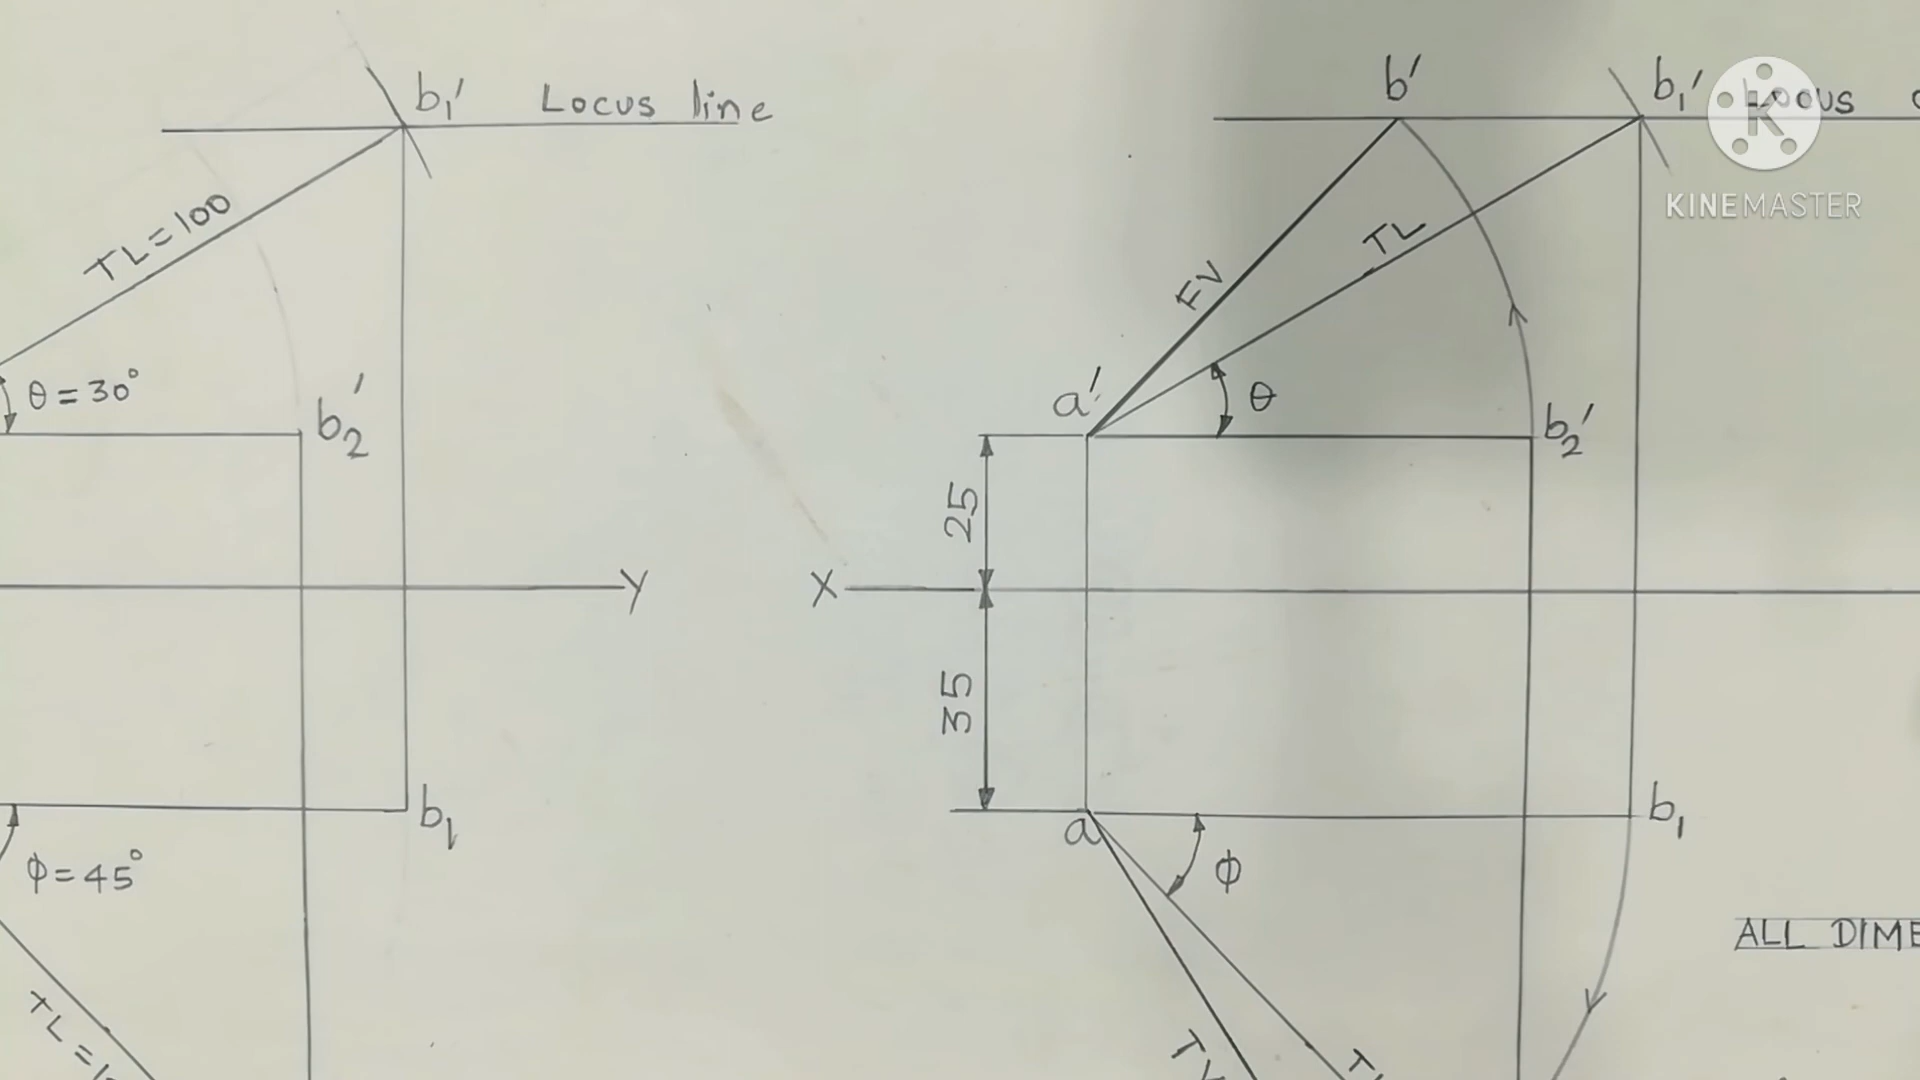 b₁′ Locus line
TL=100
θ = 30°
b₂′
Y
b₁
ϕ=45°
TL=1
b′
b₁′
FV
TL
a′
θ
b₂′
25
X
35
a
b₁
ϕ
ALL DIME
TV
KINEMASTER